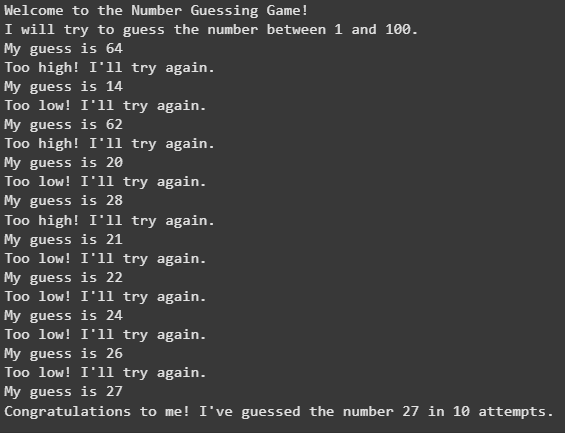 Welcome to the Number Guessing Game!
I will try to guess the number between 1 and 100.
My guess is 64
Too high! I'll try again.
My guess is 14
Too low! I'll try again.
My guess is 62
Too high! I'll try again.
My guess is 20
Too low! I'll try again.
My guess is 28
Too high! I'll try again.
My guess is 21
Too low! I'll try again.
My guess is 22
Too low! I'll try again.
My guess is 24
Too low! I'll try again.
My guess is 26
Too low! I'll try again.
My guess is 27
Congratulations to me! I've guessed the number 27 in 10 attempts.